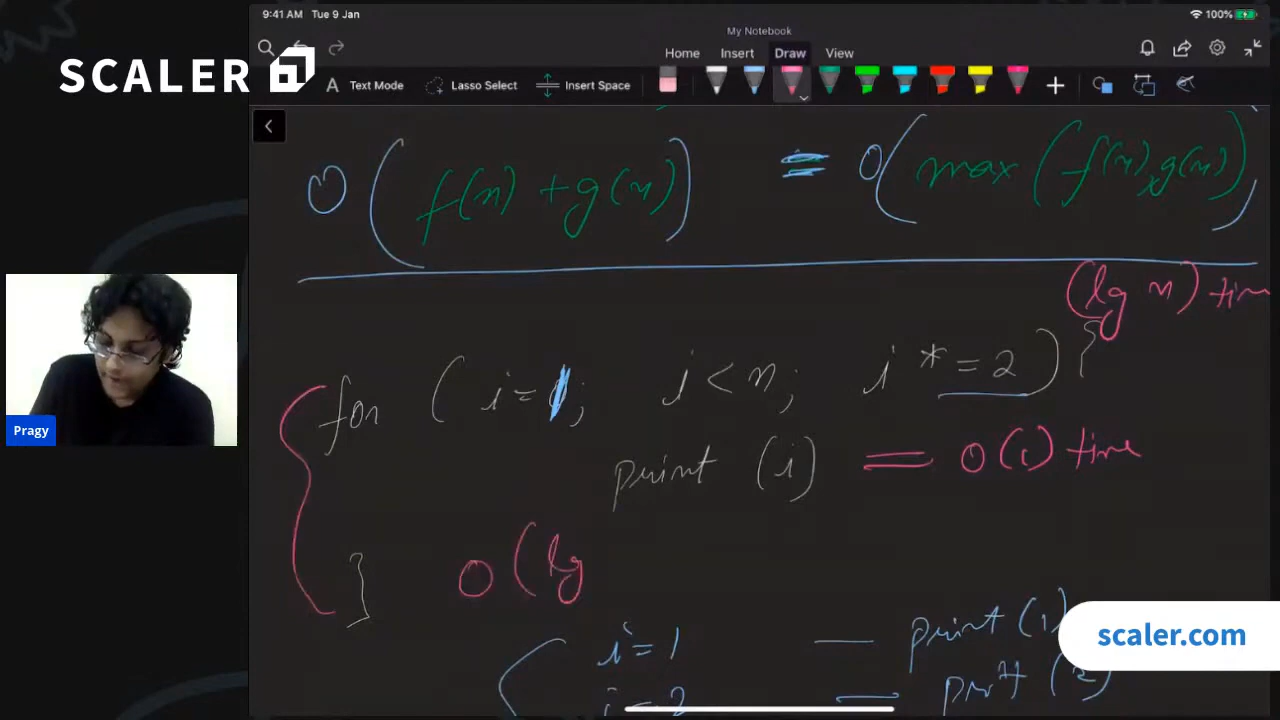 9:41 AM Tue 9 Jan
100%
My Notebook
SCALER
Home Insert Draw View
Text Mode Lasso Select Insert Space
O(f(n) + g(n)) = O(max(f(n), g(n))
(lg n) tim
for (i=1; i<n; i *= 2) {
print (i) = O(1) time
}
O(lg
i=1 — print (1)
i=2 — print (2)
Pragy
scaler.com